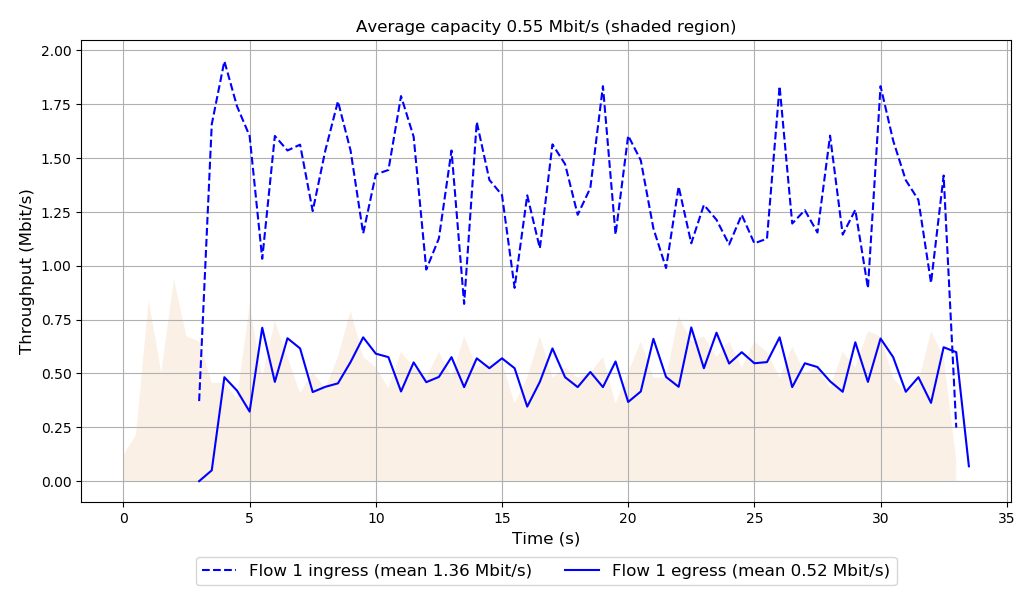 Average capacity 0.55 Mbit/s (shaded region)
Throughput (Mbit/s)
2.00
1.75
1.50
1.25
1.00
0.75
0.50
0.25
0.00
0 5 10 15 20 25 30 35
Time (s)
Flow 1 ingress (mean 1.36 Mbit/s) Flow 1 egress (mean 0.52 Mbit/s)